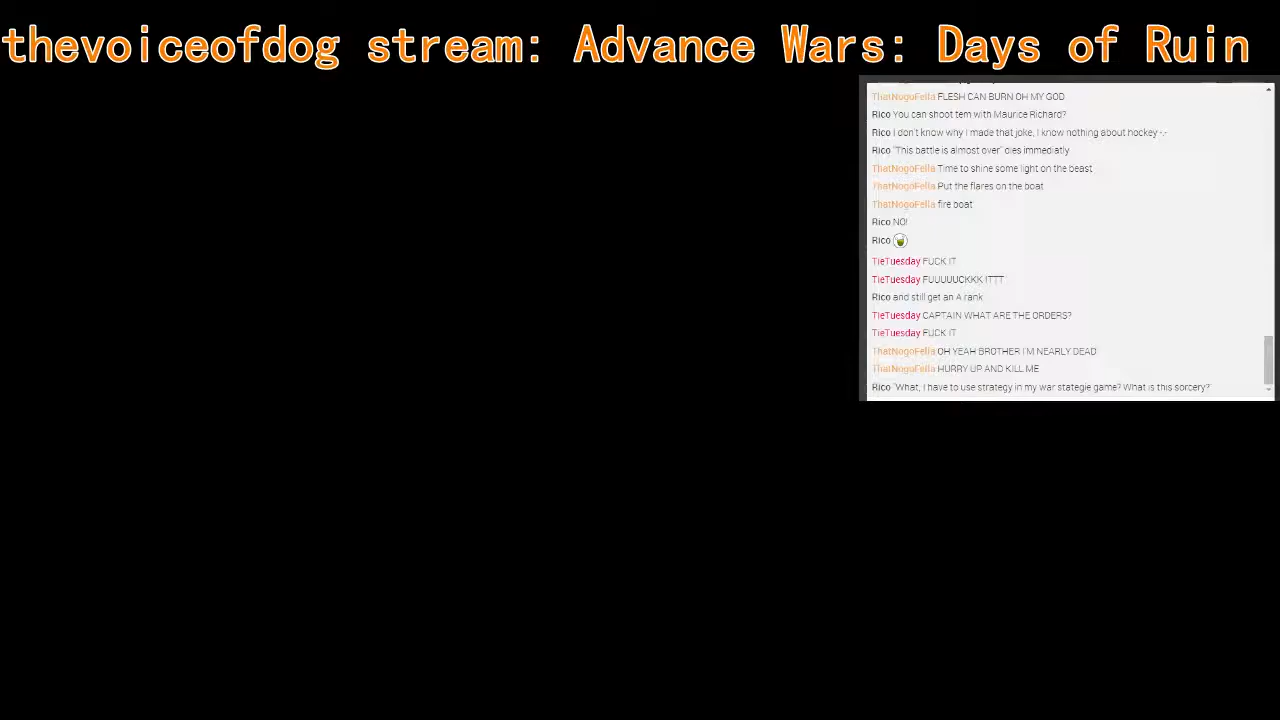 thevoiceofdog stream: Advance Wars: Days of Ruin
ThatNogoFella FLESH CAN BURN OH MY GOD
Rico You can shoot tem with Maurice Richard?
Rico I don't know why I made that joke, I know nothing about hockey -.-
Rico "This battle is almost over" dies immediatly
ThatNogoFella Time to shine some light on the beast
ThatNogoFella Put the flares on the boat
ThatNogoFella fire boat
Rico NO!
Rico
TieTuesday FUCK IT
TieTuesday FUUUUUCKKK ITTT
Rico and still get an A rank
TieTuesday CAPTAIN WHAT ARE THE ORDERS?
TieTuesday FUCK IT
ThatNogoFella OH YEAH BROTHER I'M NEARLY DEAD
ThatNogoFella HURRY UP AND KILL ME
Rico "What, I have to use strategy in my war stategie game? What is this sorcery?"